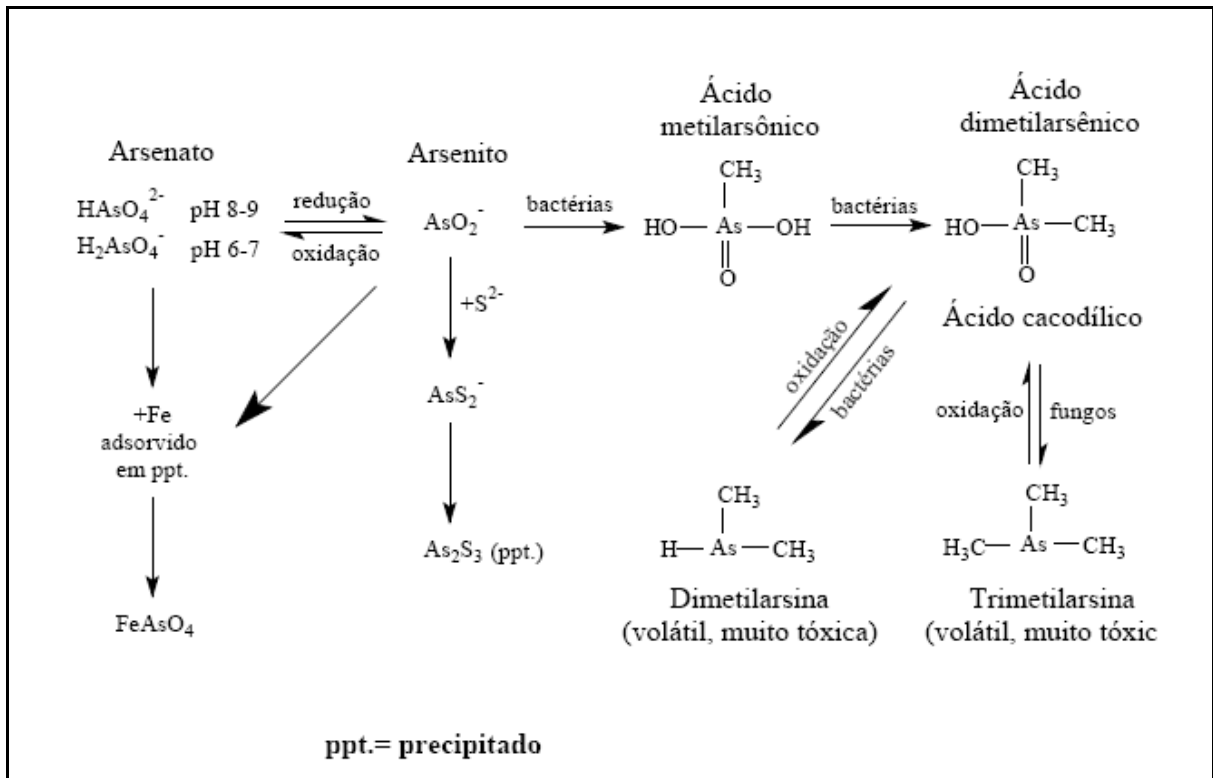 Ácido
metilarsônico
Ácido
dimetilarsênico
Arsenato
Arsenito
HAsO₄²⁻ pH 8-9
H₂AsO₄⁻ pH 6-7
redução
oxidação
AsO₂⁻
bactérias
CH₃
HO—As—OH
O
bactérias
CH₃
HO—As—CH₃
O
Ácido cacodílico
+S²⁻
AsS₂⁻
As₂S₃ (ppt.)
+Fe
adsorvido
em ppt.
FeAsO₄
oxidação
bactérias
oxidação
fungos
CH₃
H—As—CH₃
Dimetilarsina
(volátil, muito tóxica)
CH₃
H₃C—As—CH₃
Trimetilarsina
(volátil, muito tóxic
ppt.= precipitado